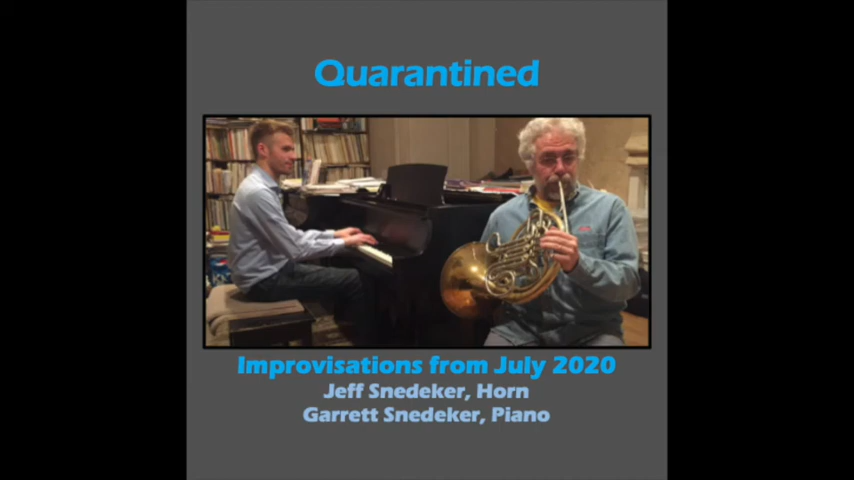 Quarantined
Improvisations from July 2020
Jeff Snedeker, Horn
Garrett Snedeker, Piano